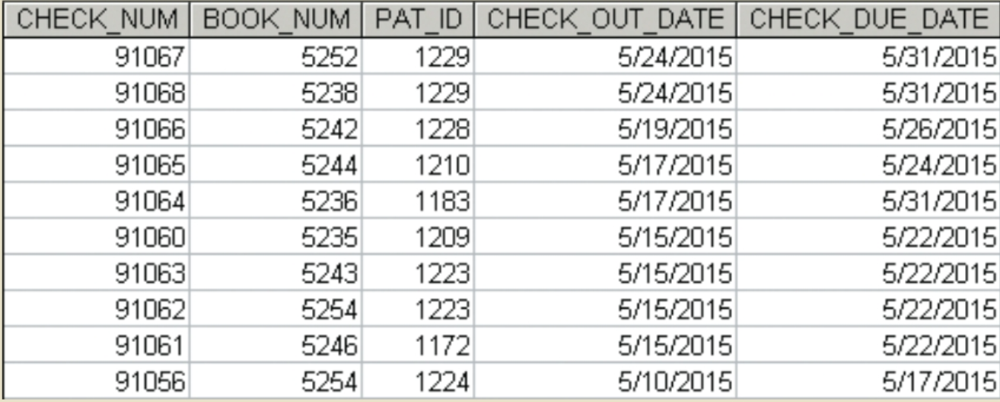 CHECK_NUM BOOK_NUM PAT_ID CHECK_OUT_DATE CHECK_DUE_DATE
91067 5252 1229 5/24/2015 5/31/2015
91068 5238 1229 5/24/2015 5/31/2015
91066 5242 1228 5/19/2015 5/26/2015
91065 5244 1210 5/17/2015 5/24/2015
91064 5236 1183 5/17/2015 5/31/2015
91060 5235 1209 5/15/2015 5/22/2015
91063 5243 1223 5/15/2015 5/22/2015
91062 5254 1223 5/15/2015 5/22/2015
91061 5246 1172 5/15/2015 5/22/2015
91056 5254 1224 5/10/2015 5/17/2015